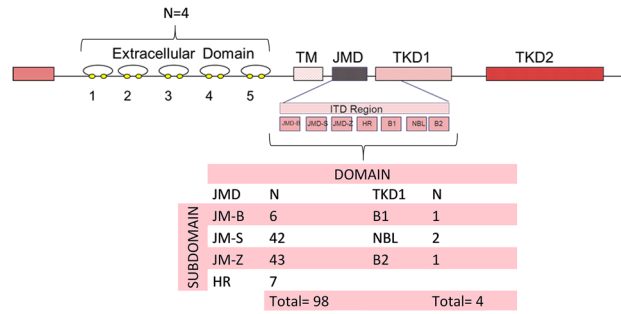 N=4
Extracellular Domain
TM JMD TKD1 TKD2
1 2 3 4 5
ITD Region
JMD-B JMD-S JMD-Z HR B1 NBL B2
DOMAIN
SUBDOMAIN
JMD N TKD1 N
JM-B 6 B1 1
JM-S 42 NBL 2
JM-Z 43 B2 1
HR 7
Total= 98 Total= 4